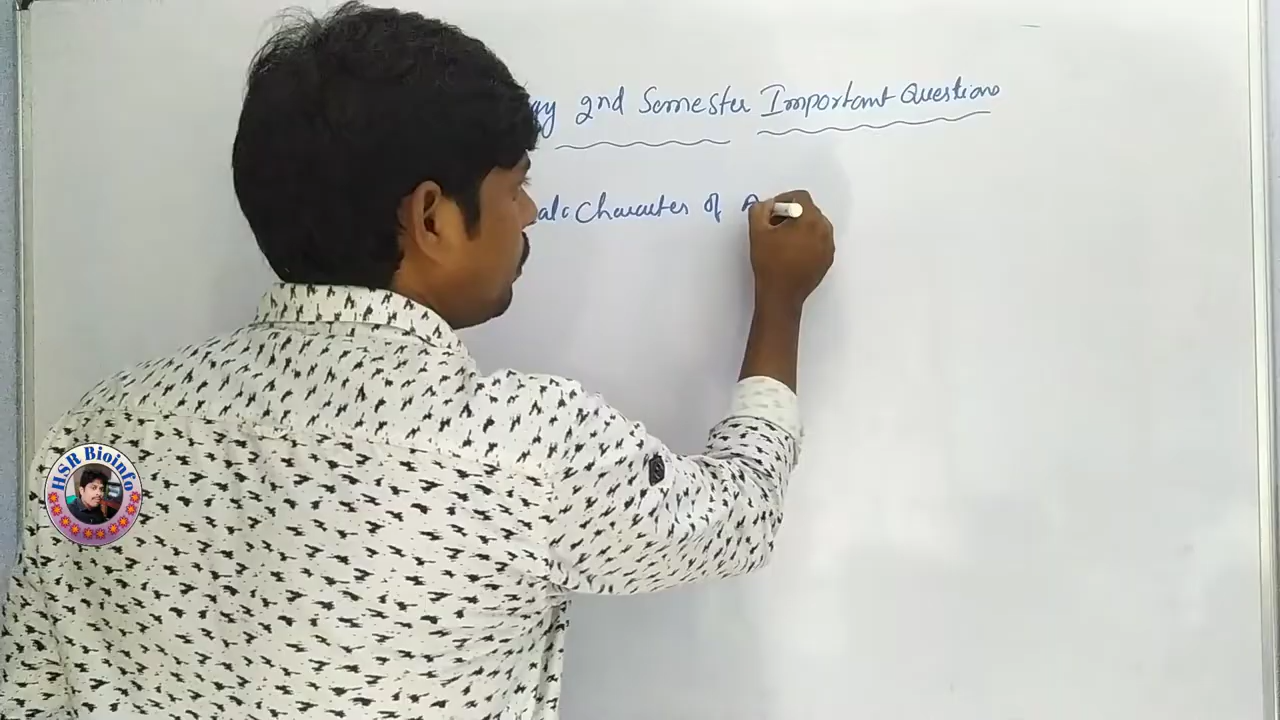 2nd Semester Important Questions
Character of A
HSR Bioinfo